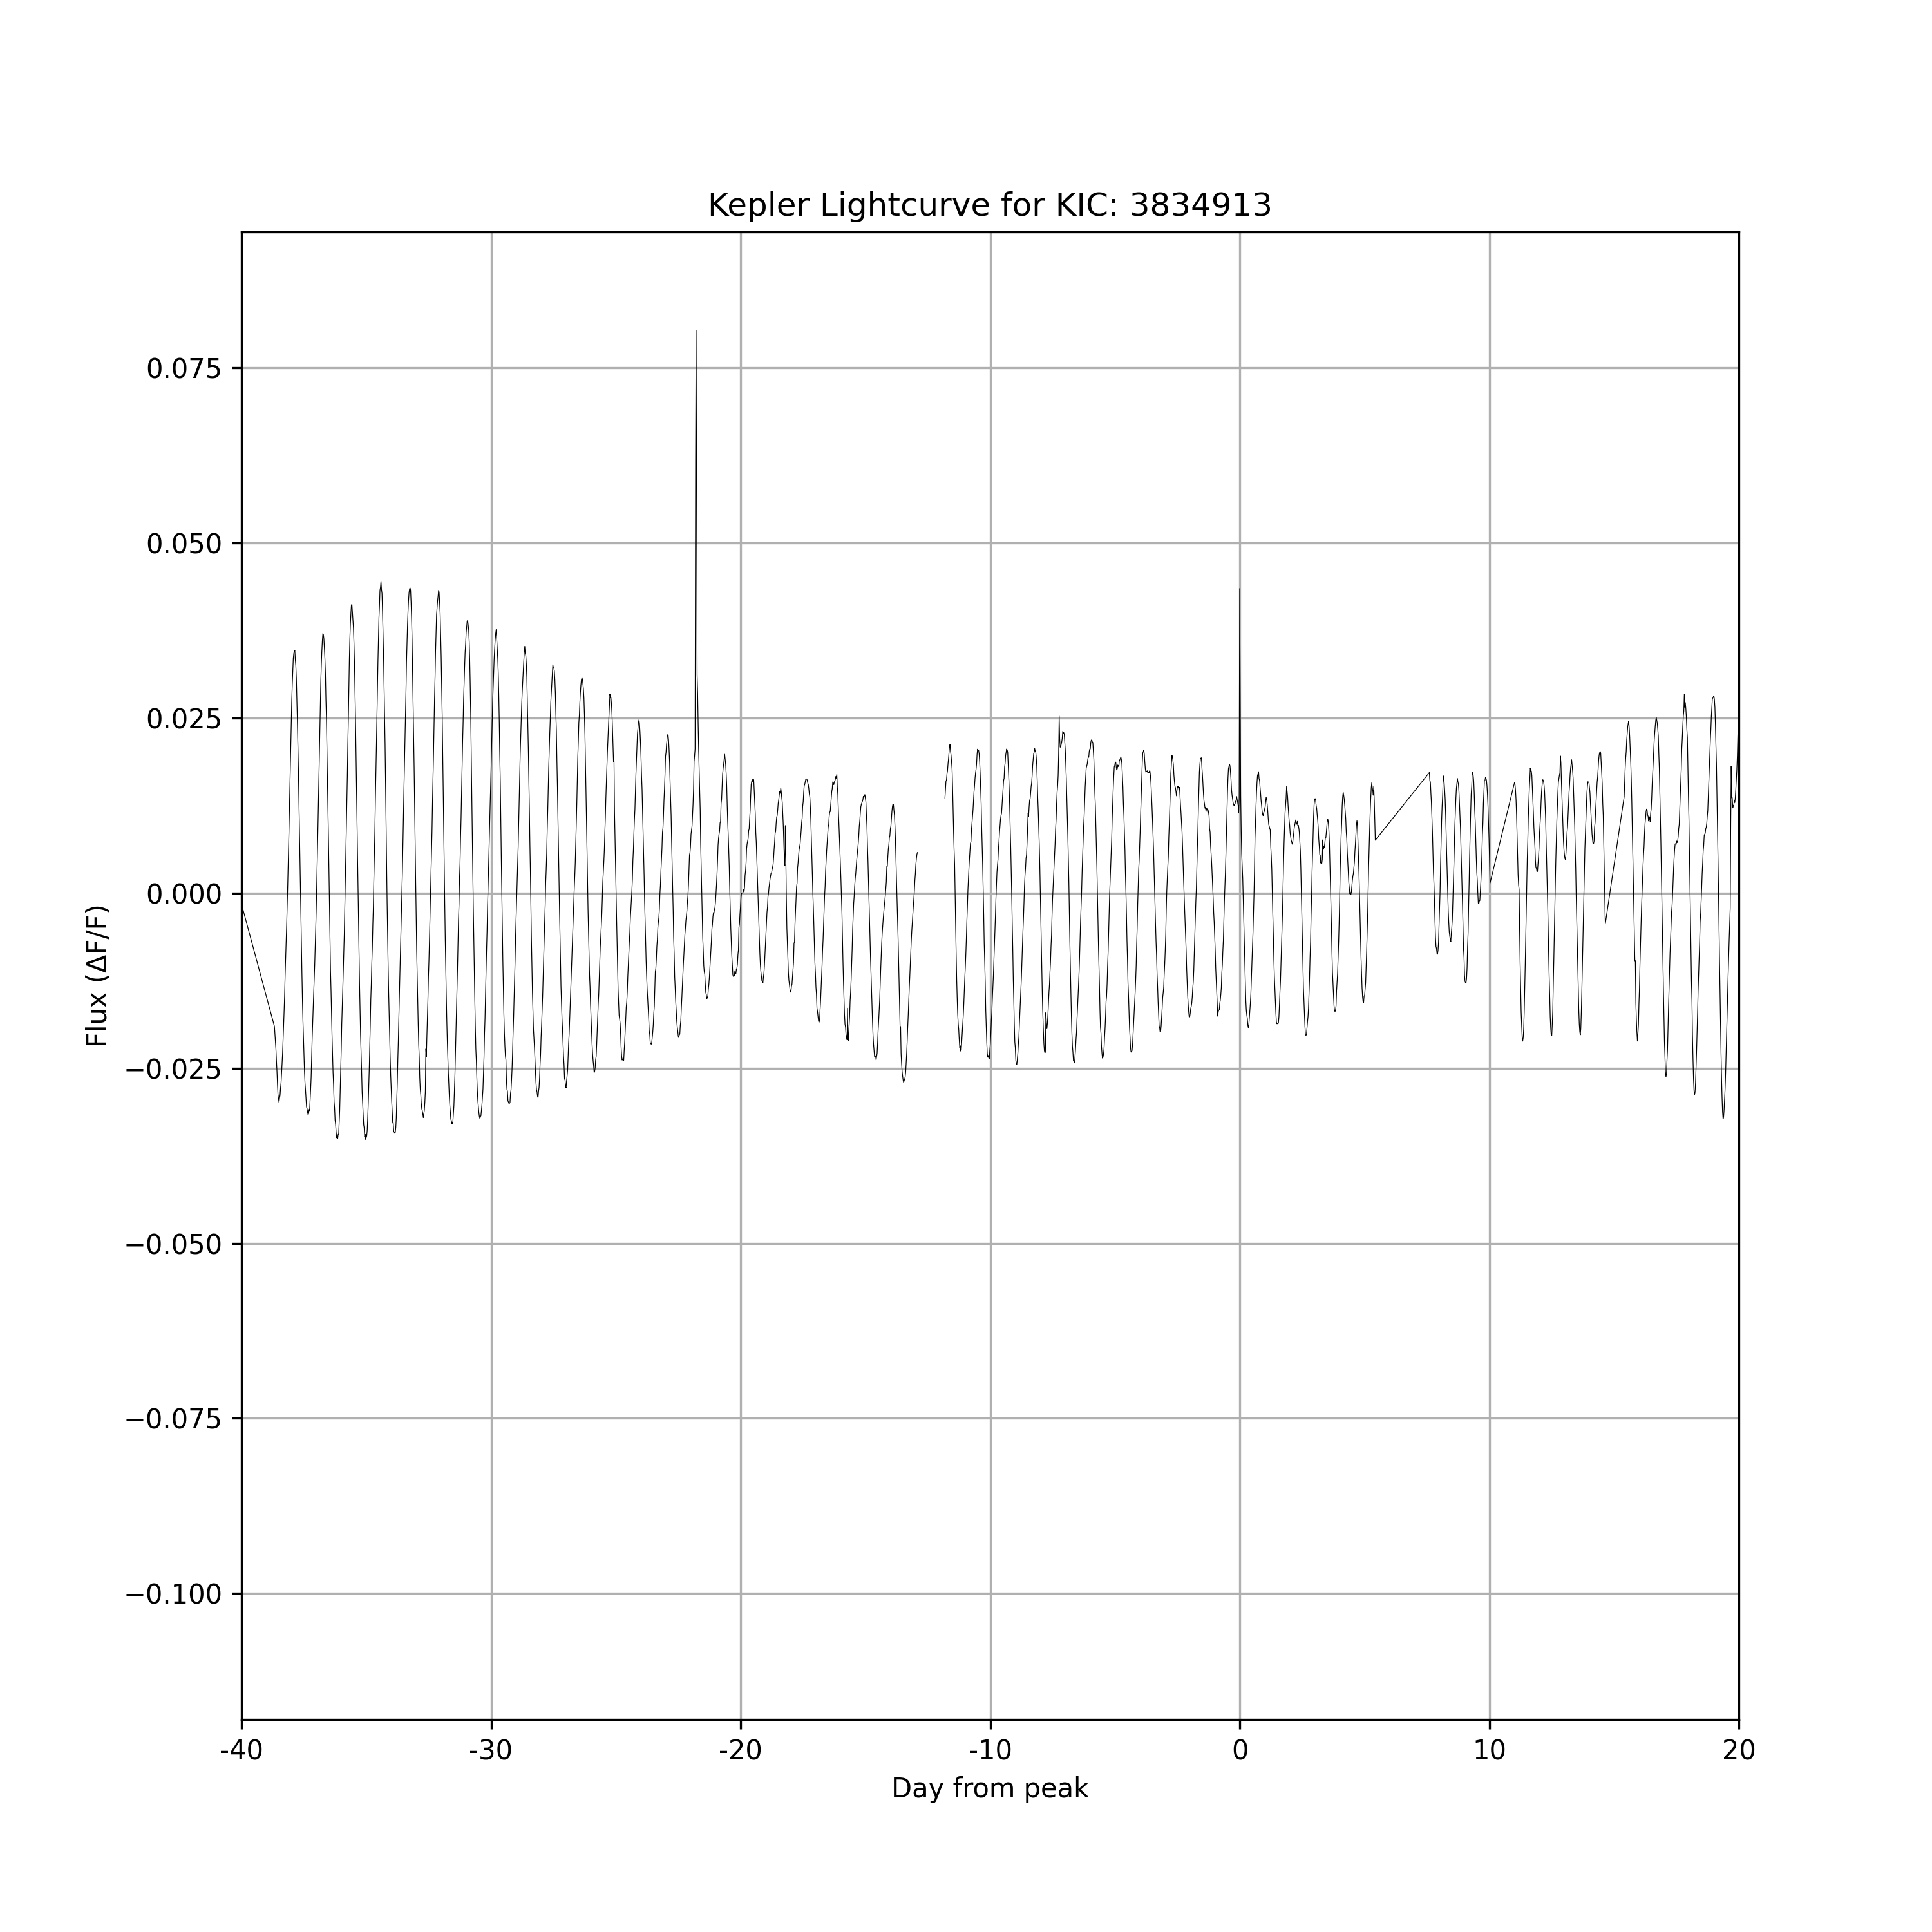 Kepler Lightcurve for KIC: 3834913
Flux (ΔF/F)
0.075
0.050
0.025
0.000
−0.025
−0.050
−0.075
−0.100
-40 -30 -20 -10 0 10 20
Day from peak